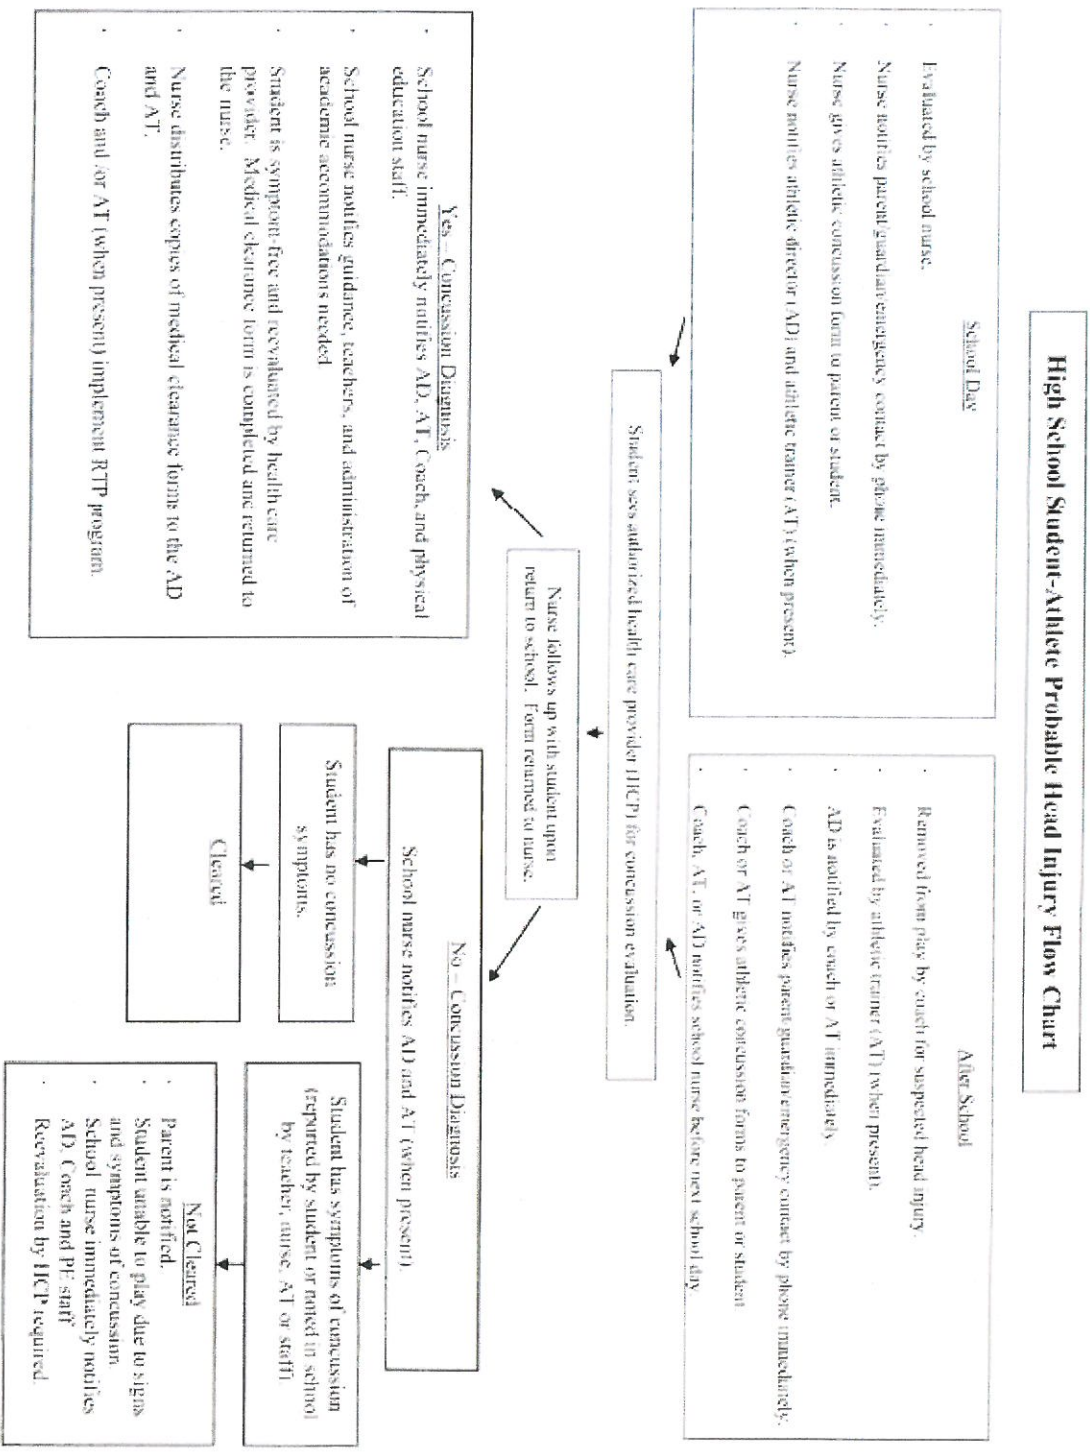 High School Student-Athlete Probable Head Injury Flow Chart
School Day
· Evaluated by school nurse.
· Nurse notifies parent/guardian/emergency contact by phone immediately.
· Nurse gives athletic concussion form to parent or student.
· Nurse notifies athletic director (AD) and athletic trainer (AT) (when present).
After School
· Removed from play by coach for suspected head injury.
· Evaluated by athletic trainer (AT) (when present).
· AD is notified by coach or AT immediately
· Coach or AT notifies parent/guardian/emergency contact by phone immediately.
· Coach or AT gives athletic concussion forms to parent or student
· Coach, AT, or AD notifies school nurse before next school day.
Student sees authorized health care provider (HCP) for concussion evaluation.
Nurse follows up with student upon
return to school. Form returned to nurse.
Yes – Concussion Diagnosis
· School nurse immediately notifies AD, AT, Coach, and physical
education staff.
· School nurse notifies guidance, teachers, and administration of
academic accommodations needed
· Student is symptom-free and reevaluated by health care
provider. Medical clearance form is completed and returned to
the nurse.
· Nurse distributes copies of medical clearance forms to the AD
and AT.
· Coach and /or AT (when present) implement RTP program.
No – Concussion Diagnosis
School nurse notifies AD and AT (when present)
Student has no concussion
symptoms.
Cleared
Student has symptoms of concussion
(reported by student or noted in school
by teacher, nurse, AT or staff)
Not Cleared
· Parent is notified.
· Student unable to play due to signs
and symptoms of concussion
· School nurse immediately notifies
AD, Coach and PE staff
· Reevaluation by HCP required.